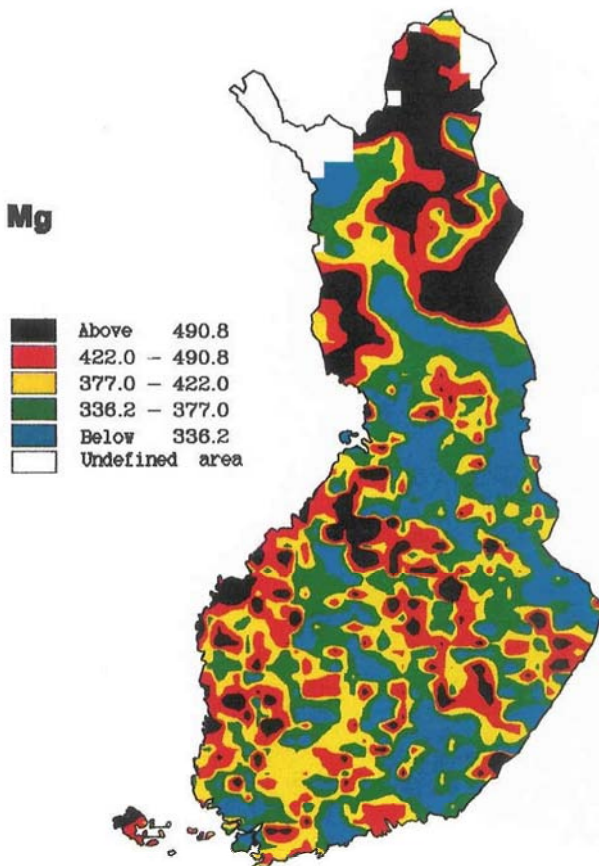 Mg
Above 490.8
422.0 – 490.8
377.0 – 422.0
336.2 – 377.0
Below 336.2
Undefined area